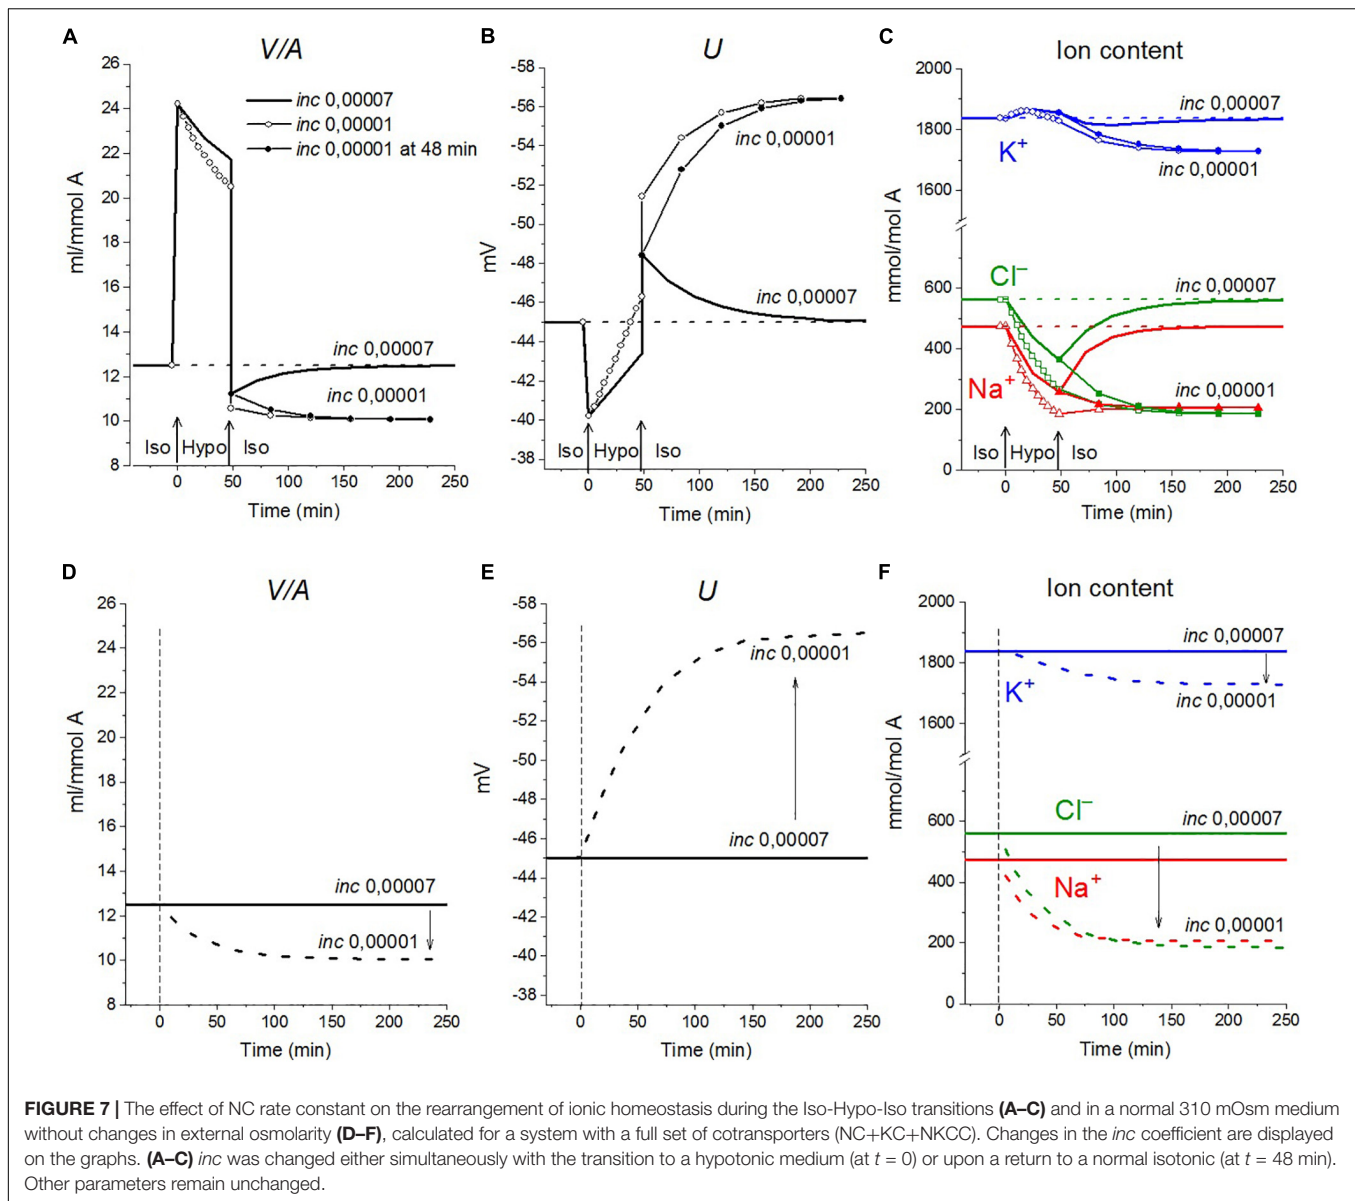 A
V/A
26
24
22
20
18
16
14
12
10
8
ml/mmol A
inc 0,00007
inc 0,00001
inc 0,00001 at 48 min
inc 0,00007
inc 0,00001
Iso
Hypo
Iso
0
50
100
150
200
250
Time (min)
B
U
-58
-56
-54
-52
-50
-48
-46
-44
-42
-40
-38
mV
inc 0,00001
inc 0,00007
Iso
Hypo
Iso
0
50
100
150
200
250
Time (min)
C
Ion content
2000
1800
1600
600
400
200
0
mmol/mol A
inc 0,00007
K+
inc 0,00001
Cl−
inc 0,00007
Na+
inc 0,00001
Iso
Hypo
Iso
0
50
100
150
200
250
Time (min)
D
V/A
26
24
22
20
18
16
14
12
10
8
ml/mmol A
inc 0,00007
inc 0,00001
0
50
100
150
200
250
Time (min)
E
U
-58
-56
-54
-52
-50
-48
-46
-44
-42
-40
-38
mV
inc 0,00001
inc 0,00007
0
50
100
150
200
250
Time (min)
F
Ion content
2000
1800
1600
600
400
200
0
mmol/mol A
inc 0,00007
K+
inc 0,00001
Cl−
inc 0,00007
Na+
inc 0,00001
0
50
100
150
200
250
Time (min)
FIGURE 7 | The effect of NC rate constant on the rearrangement of ionic homeostasis during the Iso-Hypo-Iso transitions (A–C) and in a normal 310 mOsm medium
without changes in external osmolarity (D–F), calculated for a system with a full set of cotransporters (NC+KC+NKCC). Changes in the inc coefficient are displayed
on the graphs. (A–C) inc was changed either simultaneously with the transition to a hypotonic medium (at t = 0) or upon a return to a normal isotonic (at t = 48 min).
Other parameters remain unchanged.